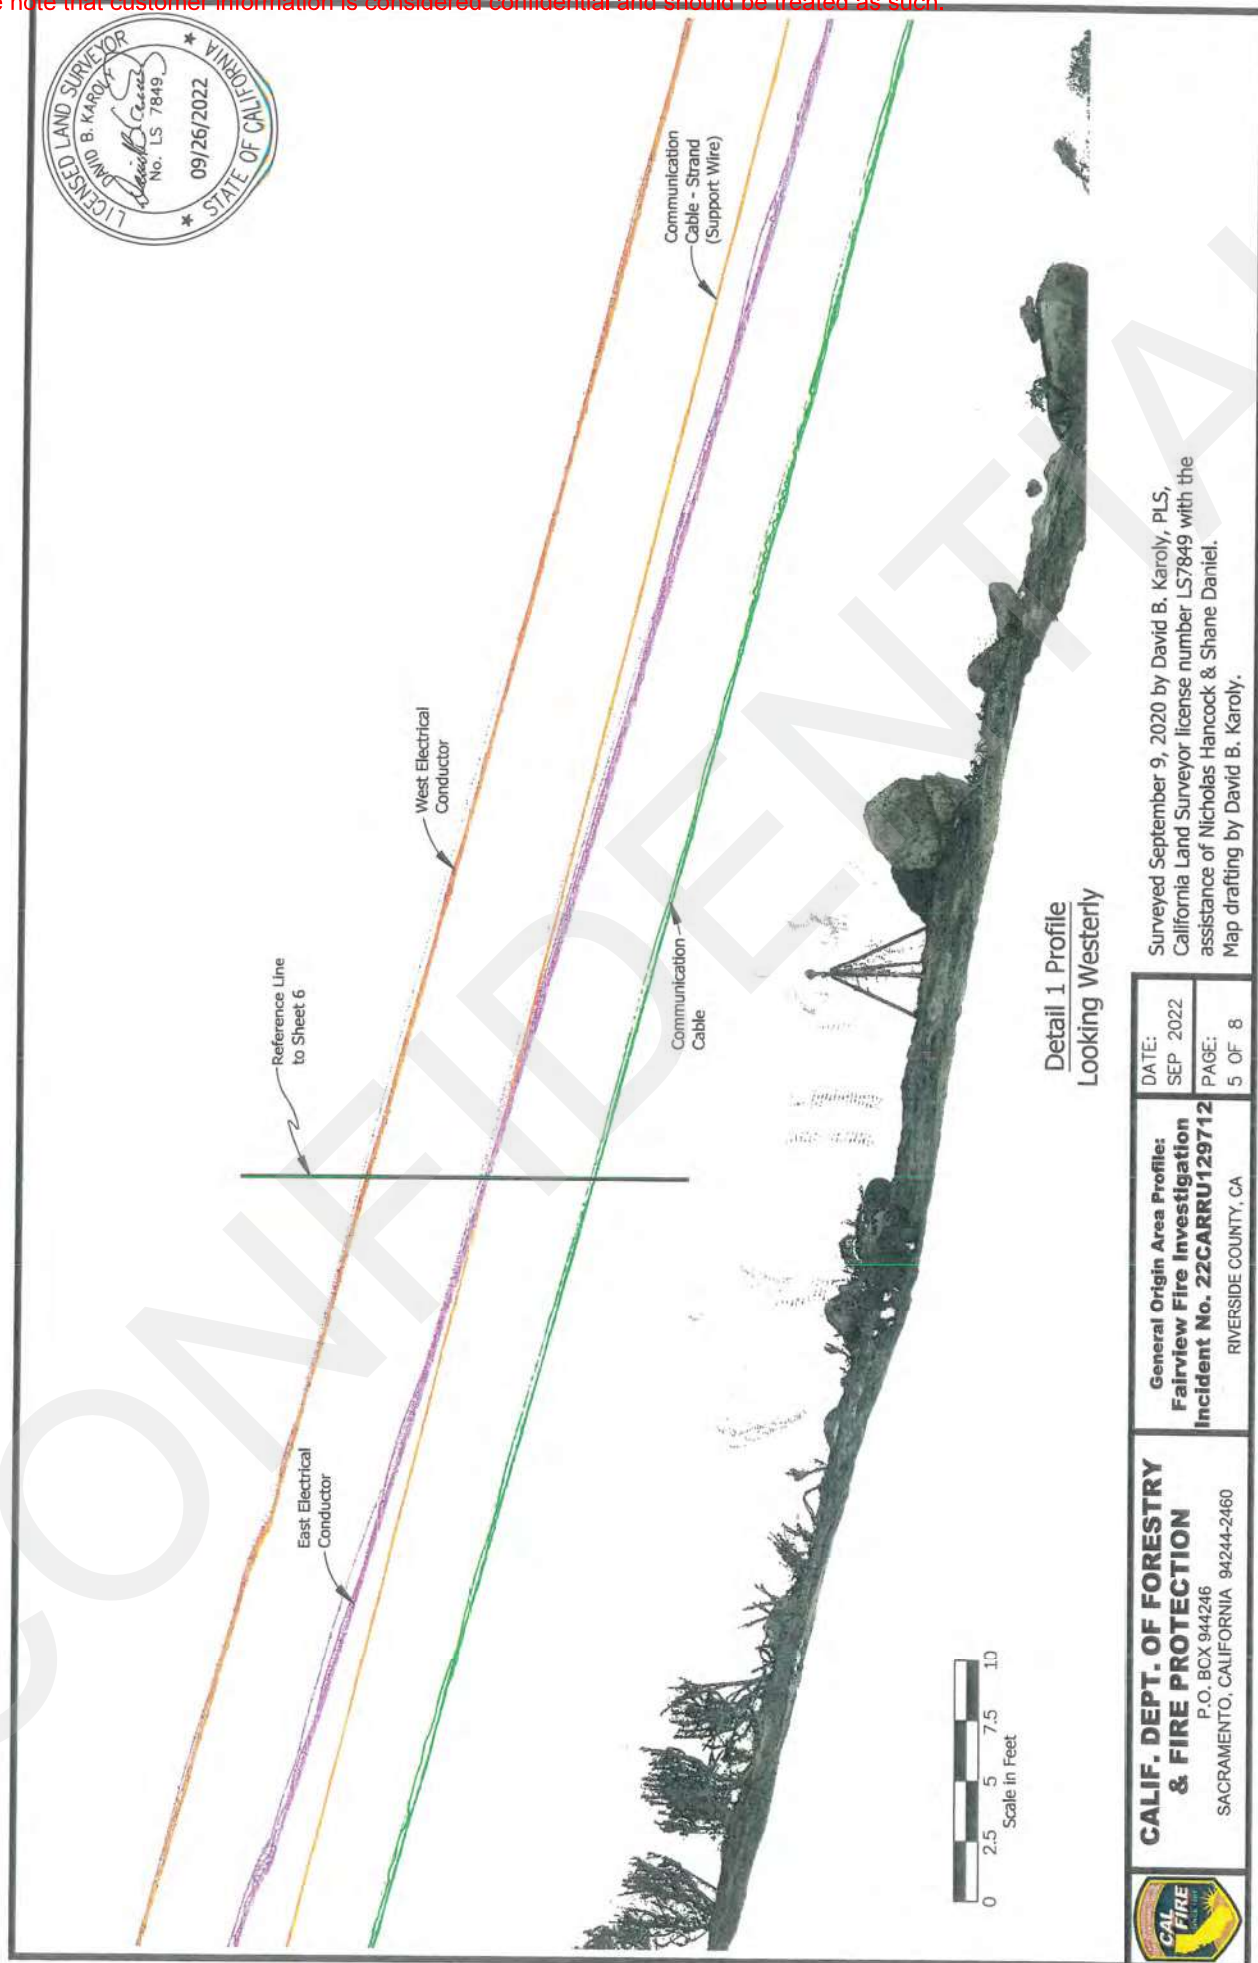 e note that customer information is considered confidential and should be treated as such.
LICENSED LAND SURVEYOR
DAVID B. KAROLY
No. LS 7849
09/26/2022
STATE OF CALIFORNIA
Reference Line
to Sheet 6
West Electrical
Conductor
Communication
Cable - Strand
(Support Wire)
East Electrical
Conductor
Communication
Cable
Detail 1 Profile
Looking Westerly
0 2.5 5 7.5 10
Scale in Feet
CONFIDENTIAL
CAL
FIRE
CALIF. DEPT. OF FORESTRY
& FIRE PROTECTION
P.O. BOX 944246
SACRAMENTO, CALIFORNIA 94244-2460
General Origin Area Profile:
Fairview Fire Investigation
Incident No. 22CARRU129712
RIVERSIDE COUNTY, CA
DATE:
SEP 2022
PAGE:
5 OF 8
Surveyed September 9, 2020 by David B. Karoly, PLS,
California Land Surveyor license number LS7849 with the
assistance of Nicholas Hancock & Shane Daniel.
Map drafting by David B. Karoly.